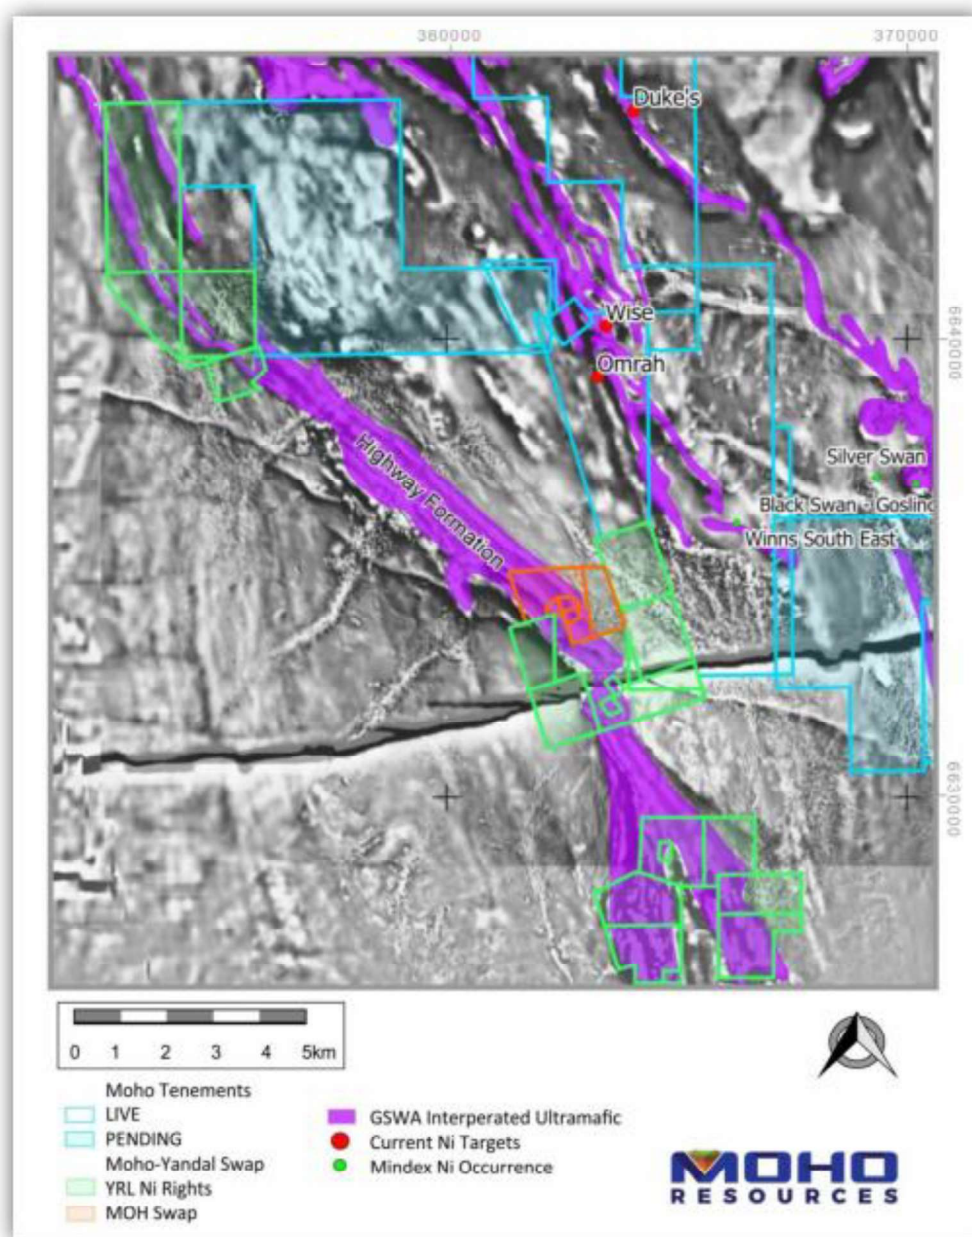 360000
370000
Duke's
Wise
6640000
Omrah
Highway Formation
Silver Swan
Black Swan - Gosling
Winns South East
6630000
0 1 2 3 4 5km
Moho Tenements
LIVE
PENDING
Moho-Yandal Swap
YRL Ni Rights
MOH Swap
GSWA Interperated Ultramafic
Current Ni Targets
Mindex Ni Occurrence
MOHO
RESOURCES